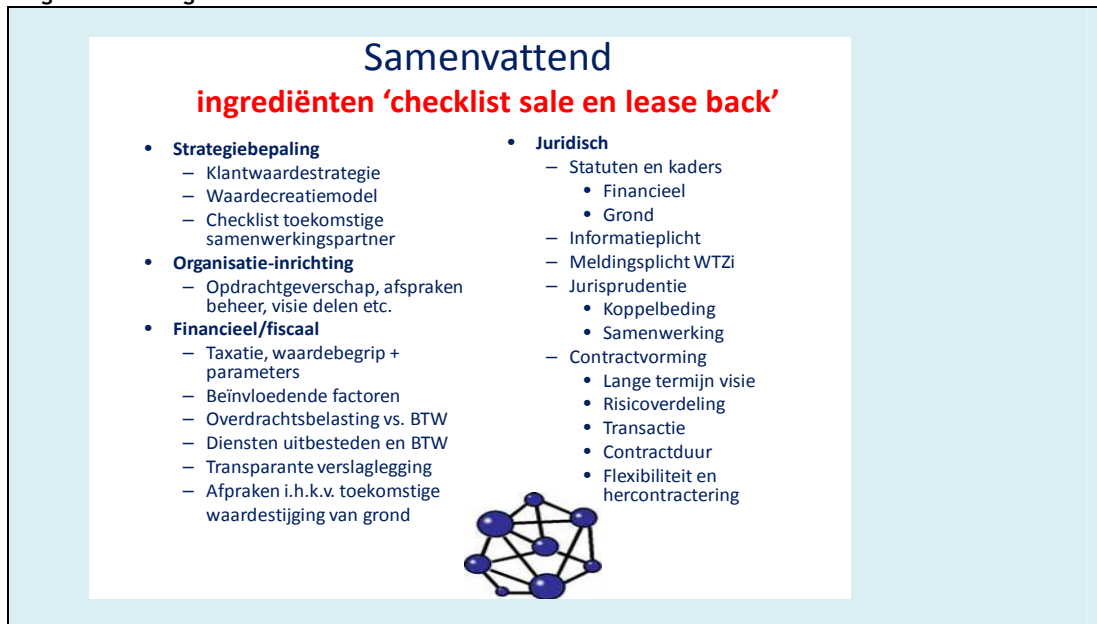 Samenvattend
ingrediënten ‘checklist sale en lease back’
• Strategiebepaling
– Klantwaardestrategie
– Waardecreatiemodel
– Checklist toekomstige
samenwerkingspartner
• Organisatie-inrichting
– Opdrachtgeverschap, afspraken
beheer, visie delen etc.
• Financieel/fiscaal
– Taxatie, waardebegrip +
parameters
– Beïnvloedende factoren
– Overdrachtsbelasting vs. BTW
– Diensten uitbesteden en BTW
– Transparante verslaglegging
– Afpraken i.h.k.v. toekomstige
waardestijging van grond
• Juridisch
– Statuten en kaders
• Financieel
• Grond
– Informatieplicht
– Meldingsplicht WTZi
– Jurisprudentie
• Koppelbeding
• Samenwerking
– Contractvorming
• Lange termijn visie
• Risicoverdeling
• Transactie
• Contractduur
• Flexibiliteit en
hercontractering